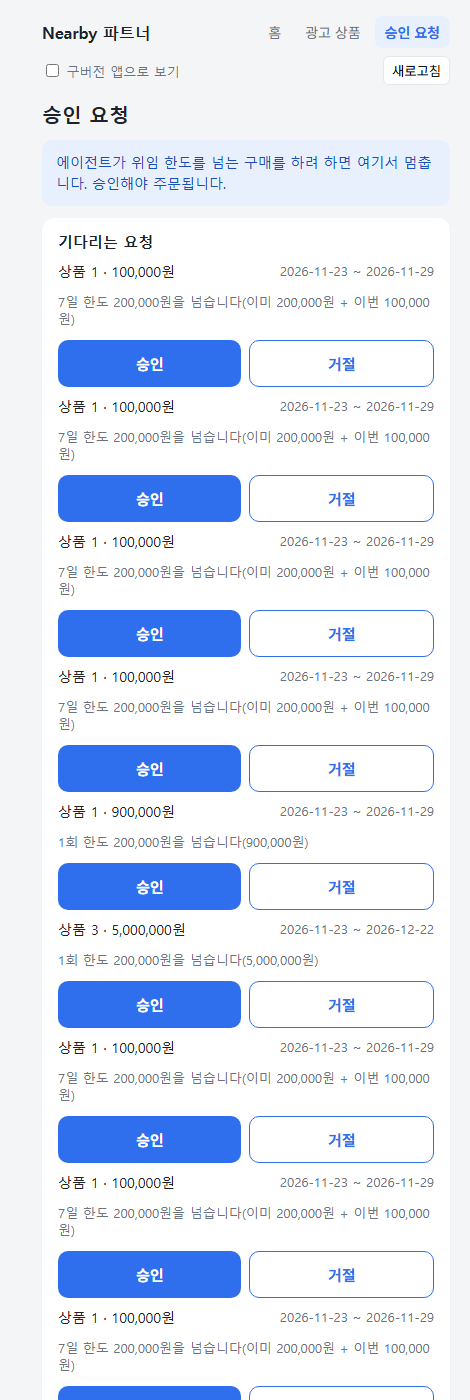 Nearby 파트너 홈 광고 상품 승인 요청
구버전 앱으로 보기 새로고침
승인 요청
에이전트가 위임 한도를 넘는 구매를 하려 하면 여기서 멈춥
니다. 승인해야 주문됩니다.
기다리는 요청
상품 1 · 100,000원 2026-11-23 ~ 2026-11-29
7일 한도 200,000원을 넘습니다(이미 200,000원 + 이번 100,000
원)
승인 거절
상품 1 · 100,000원 2026-11-23 ~ 2026-11-29
7일 한도 200,000원을 넘습니다(이미 200,000원 + 이번 100,000
원)
승인 거절
상품 1 · 100,000원 2026-11-23 ~ 2026-11-29
7일 한도 200,000원을 넘습니다(이미 200,000원 + 이번 100,000
원)
승인 거절
상품 1 · 100,000원 2026-11-23 ~ 2026-11-29
7일 한도 200,000원을 넘습니다(이미 200,000원 + 이번 100,000
원)
승인 거절
상품 1 · 900,000원 2026-11-23 ~ 2026-11-29
1회 한도 200,000원을 넘습니다(900,000원)
승인 거절
상품 3 · 5,000,000원 2026-11-23 ~ 2026-12-22
1회 한도 200,000원을 넘습니다(5,000,000원)
승인 거절
상품 1 · 100,000원 2026-11-23 ~ 2026-11-29
7일 한도 200,000원을 넘습니다(이미 200,000원 + 이번 100,000
원)
승인 거절
상품 1 · 100,000원 2026-11-23 ~ 2026-11-29
7일 한도 200,000원을 넘습니다(이미 200,000원 + 이번 100,000
원)
승인 거절
상품 1 · 100,000원 2026-11-23 ~ 2026-11-29
7일 한도 200,000원을 넘습니다(이미 200,000원 + 이번 100,000
원)